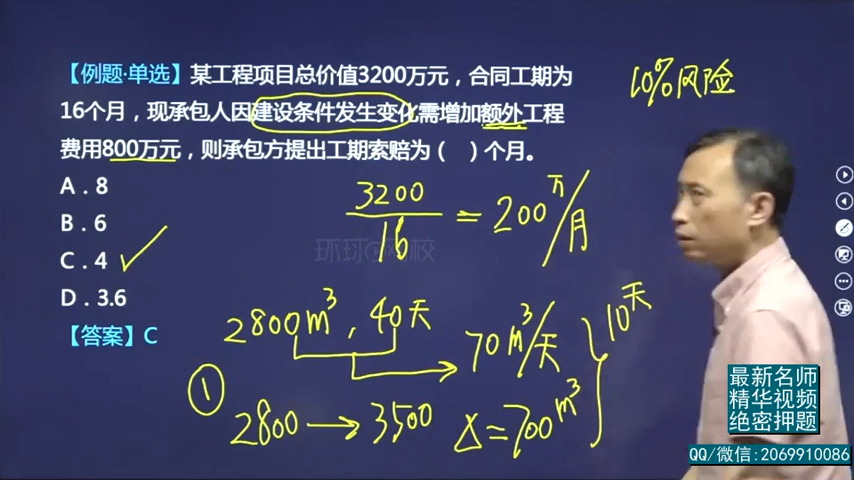 【例题·单选】某工程项目总价值3200万元，合同工期为
16个月，现承包人因建设条件发生变化需增加额外工程
费用800万元，则承包方提出工期索赔为（ ）个月。
A．8
B．6
C．4
D．3.6
【答案】C
10%风险
3200/16 = 200万/月
环球网校
2800m³，40天
70m³/天
10天
①
2800→3500 Δ=700m³
最新名师
精华视频
绝密押题
QQ/微信:2069910086